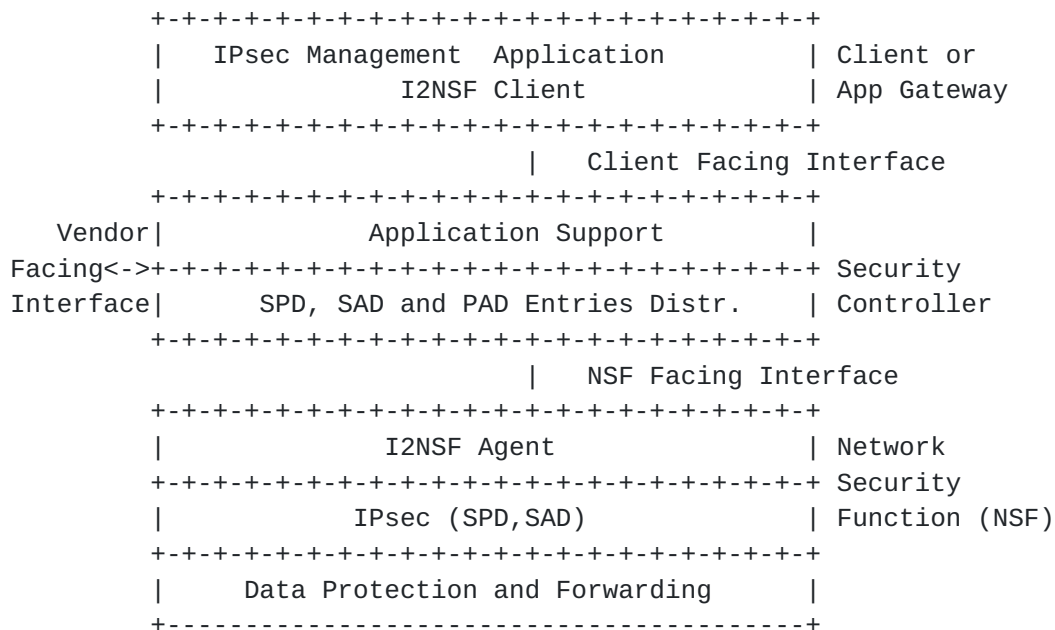 +-+-+-+-+-+-+-+-+-+-+-+-+-+-+-+-+-+-+-+-+-+
|   IPsec Management  Application         | Client or
|               I2NSF Client              | App Gateway
+-+-+-+-+-+-+-+-+-+-+-+-+-+-+-+-+-+-+-+-+-+
|   Client Facing Interface
+-+-+-+-+-+-+-+-+-+-+-+-+-+-+-+-+-+-+-+-+-+
Vendor|             Application Support         |
Facing<->+-+-+-+-+-+-+-+-+-+-+-+-+-+-+-+-+-+-+-+-+-+ Security
Interface|      SPD, SAD and PAD Entries Distr.    | Controller
+-+-+-+-+-+-+-+-+-+-+-+-+-+-+-+-+-+-+-+-+-+
|   NSF Facing Interface
+-+-+-+-+-+-+-+-+-+-+-+-+-+-+-+-+-+-+-+-+-+
|              I2NSF Agent                | Network
+-+-+-+-+-+-+-+-+-+-+-+-+-+-+-+-+-+-+-+-+-+ Security
|            IPsec (SPD,SAD)              | Function (NSF)
+-+-+-+-+-+-+-+-+-+-+-+-+-+-+-+-+-+-+-+-+-+
|     Data Protection and Forwarding      |
+-----------------------------------------+